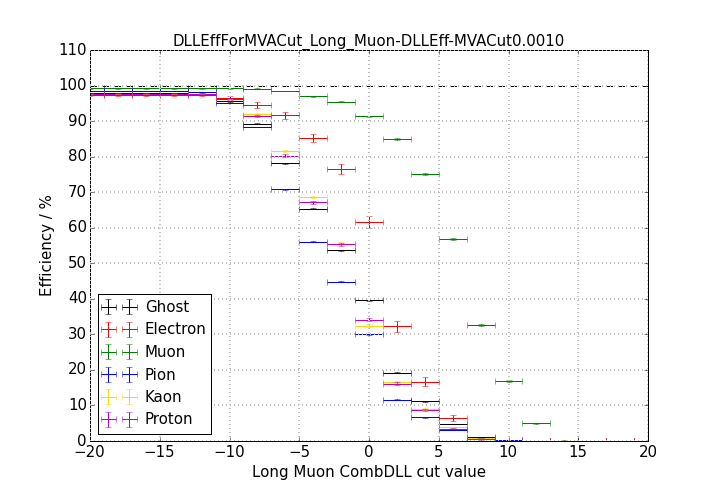 DLLEffForMVACut_Long_Muon-DLLEff-MVACut0.0010
110
100
90
80
70
60
50
40
30
20
10
0
Efficiency / %
Ghost
Electron
Muon
Pion
Kaon
Proton
−20 −15 −10 −5 0 5 10 15 20
Long Muon CombDLL cut value